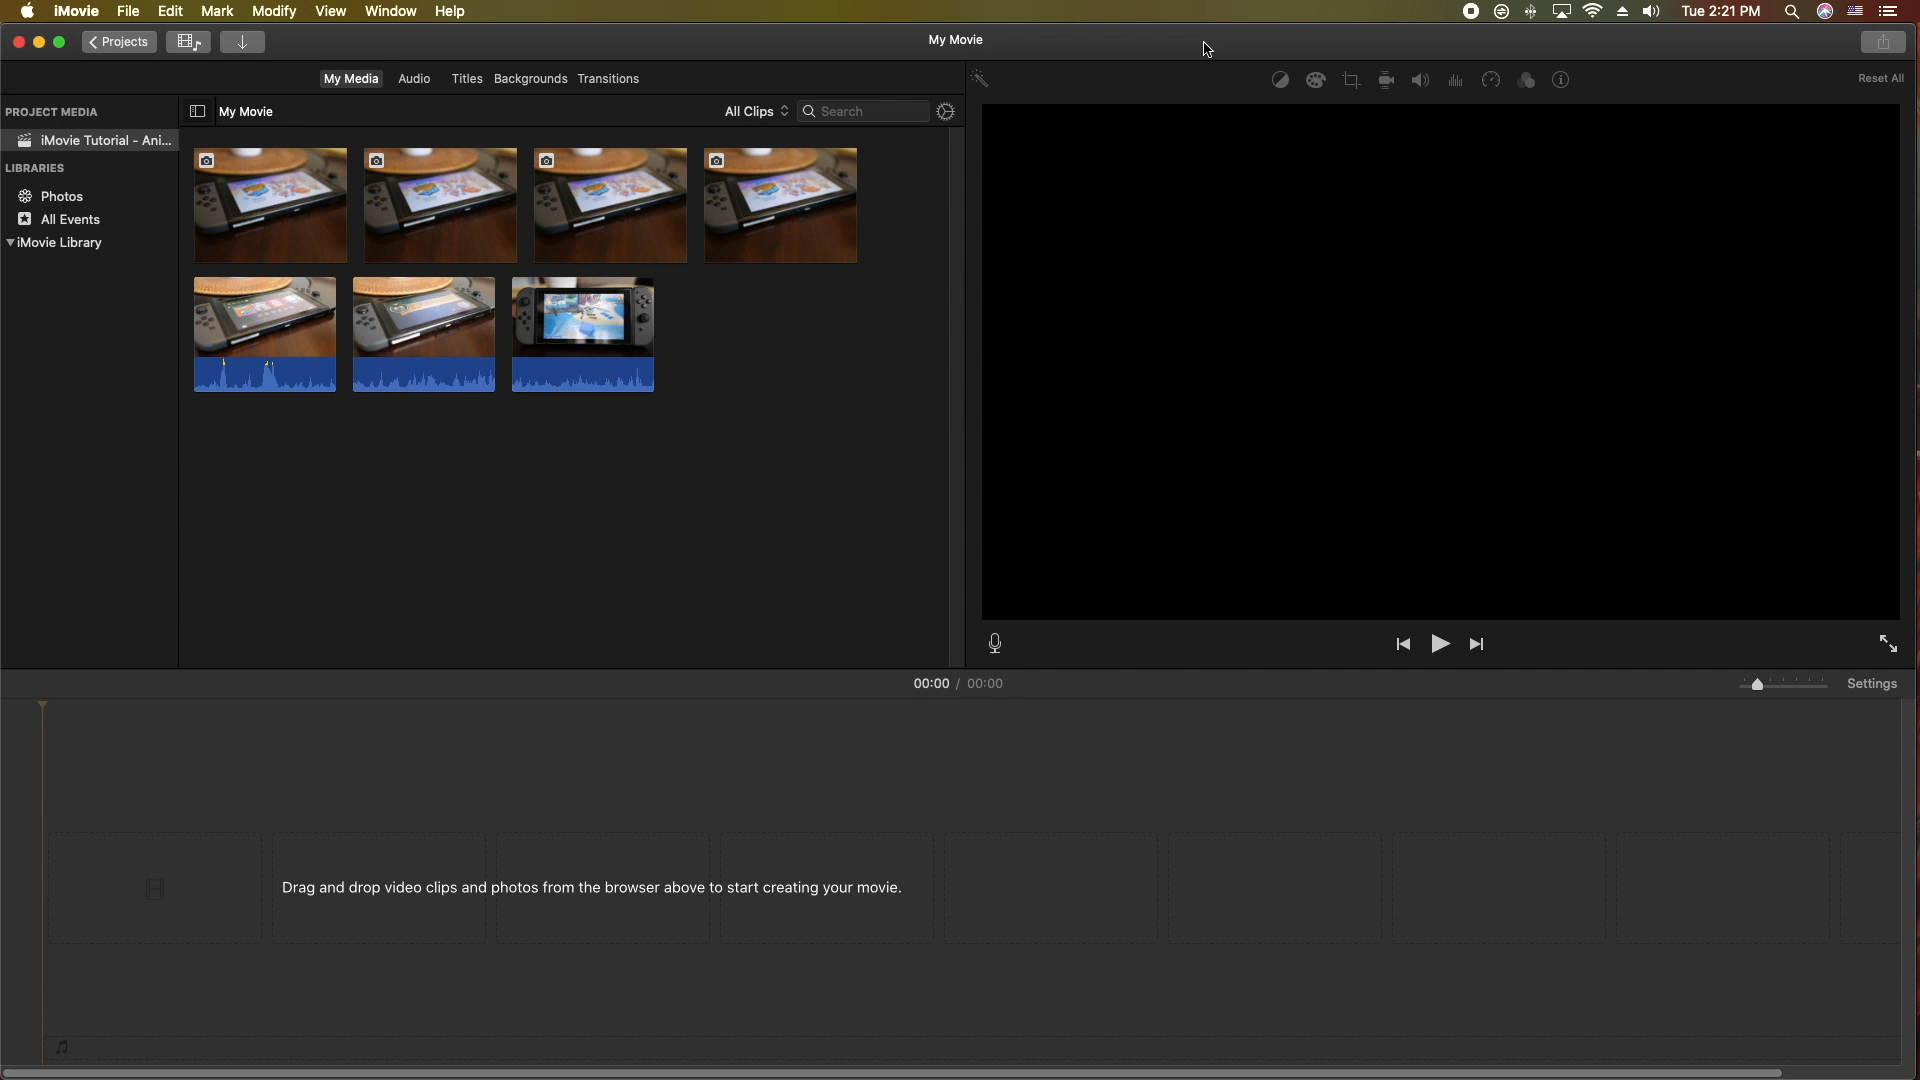 iMovie File Edit Mark Modify View Window Help Tue 2:21 PM
Projects My Movie
My Media Audio Titles Backgrounds Transitions Reset All
PROJECT MEDIA My Movie All Clips Search
iMovie Tutorial - Ani...
LIBRARIES
Photos
All Events
iMovie Library
00:00 / 00:00 Settings
Drag and drop video clips and photos from the browser above to start creating your movie.